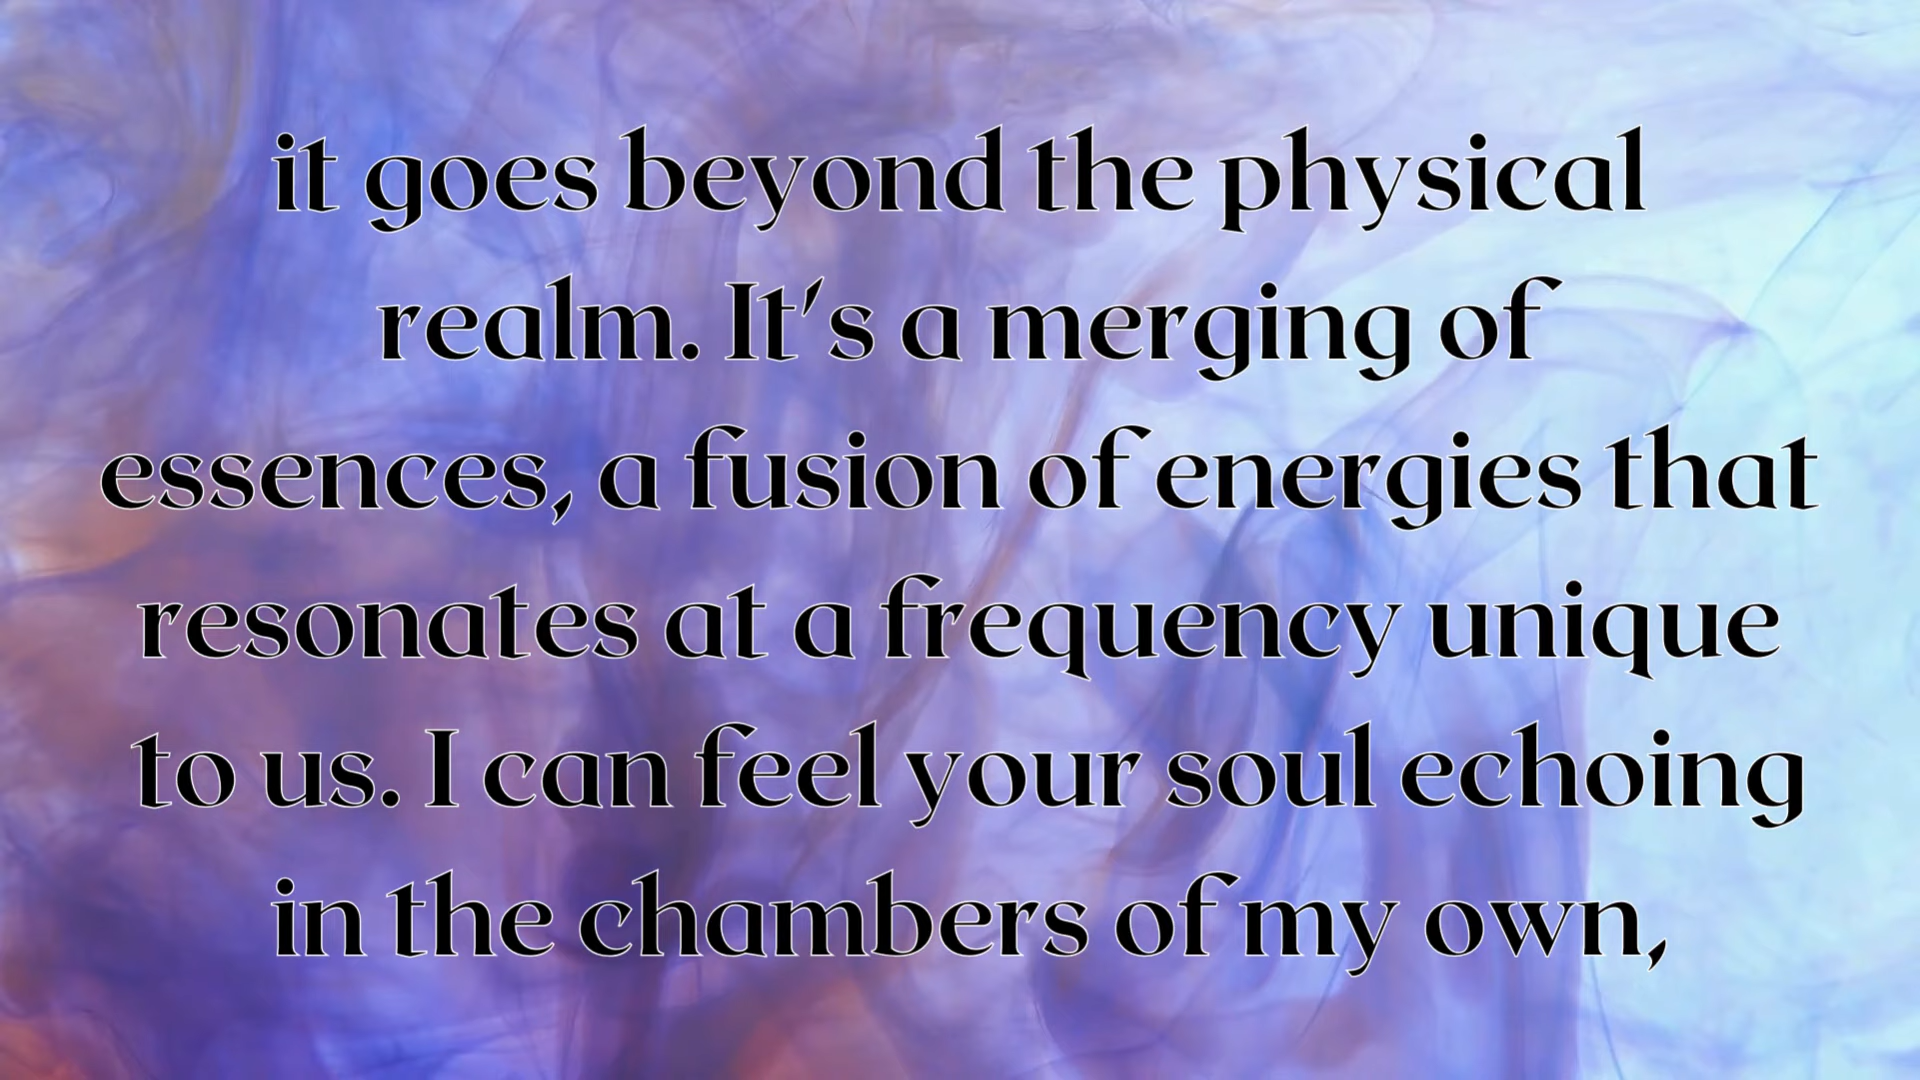 it goes beyond the physical
realm. It's a merging of
essences, a fusion of energies that
resonates at a frequency unique
to us. I can feel your soul echoing
in the chambers of my own,